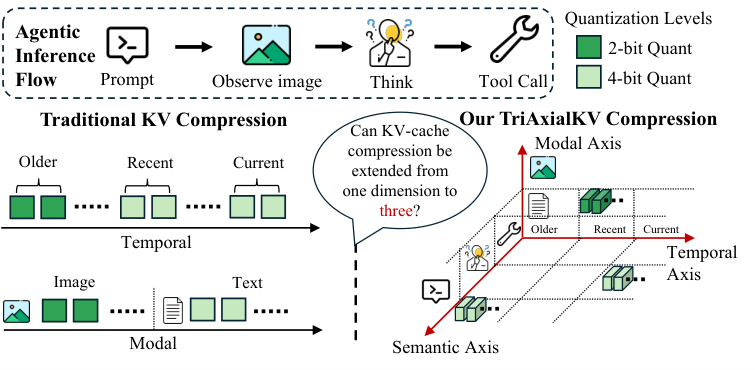 Agentic
Inference
Flow
Prompt
Observe image
Think
Tool Call
Quantization Levels
2-bit Quant
4-bit Quant
Traditional KV Compression
Older
Recent
Current
Temporal
Image
Text
Modal
Can KV-cache
compression be
extended from
one dimension to
three?
Our TriAxialKV Compression
Modal Axis
Older
Recent
Current
Temporal
Axis
Semantic Axis